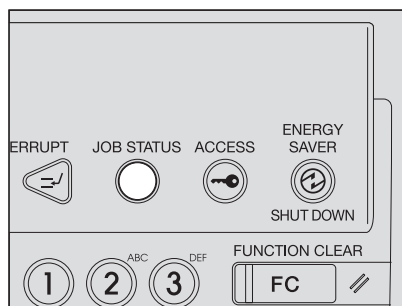 ENERGY
ERRUPT JOB STATUS ACCESS SAVER
SHUT DOWN
ABC DEF FUNCTION CLEAR
1 2 3 FC